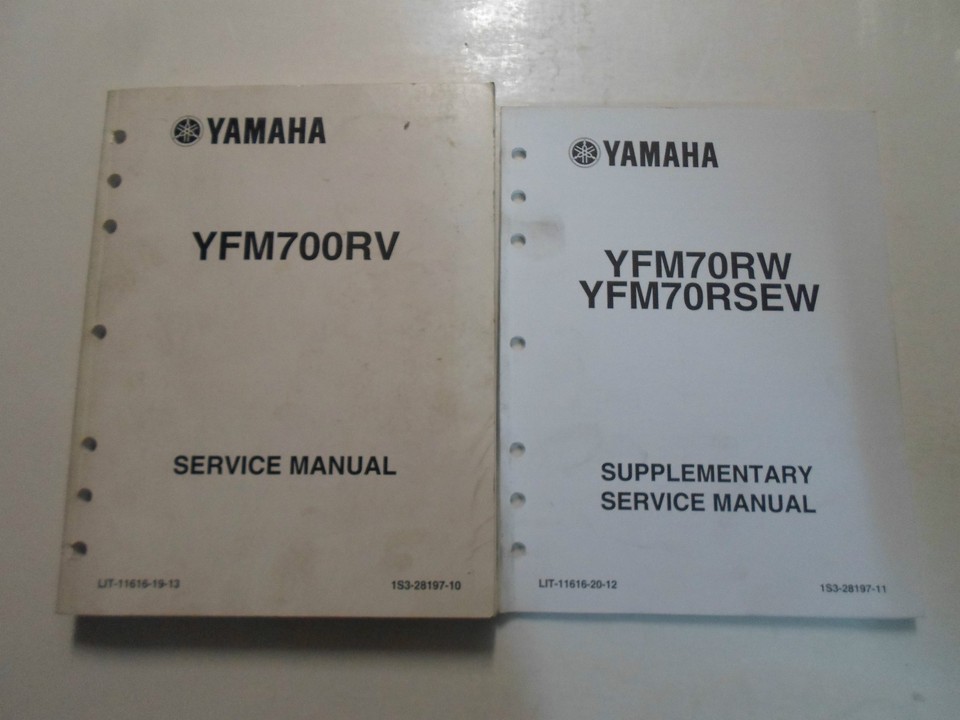 YAMAHA
YFM700RV
SERVICE MANUAL
LIT-11616-19-13
1S3-28197-10
YAMAHA
YFM70RW
YFM70RSEW
SUPPLEMENTARY
SERVICE MANUAL
LIT-11616-20-12
1S3-28197-11